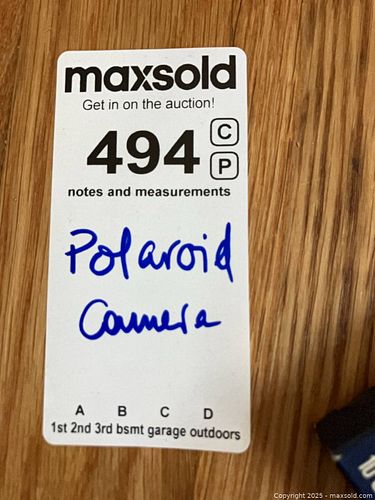 maxsold
Get in on the auction!
494 C
P
notes and measurements
Polaroid
Camera
A B C D
1st 2nd 3rd bsmt garage outdoors
Copyright © 2025 - maxsold.com